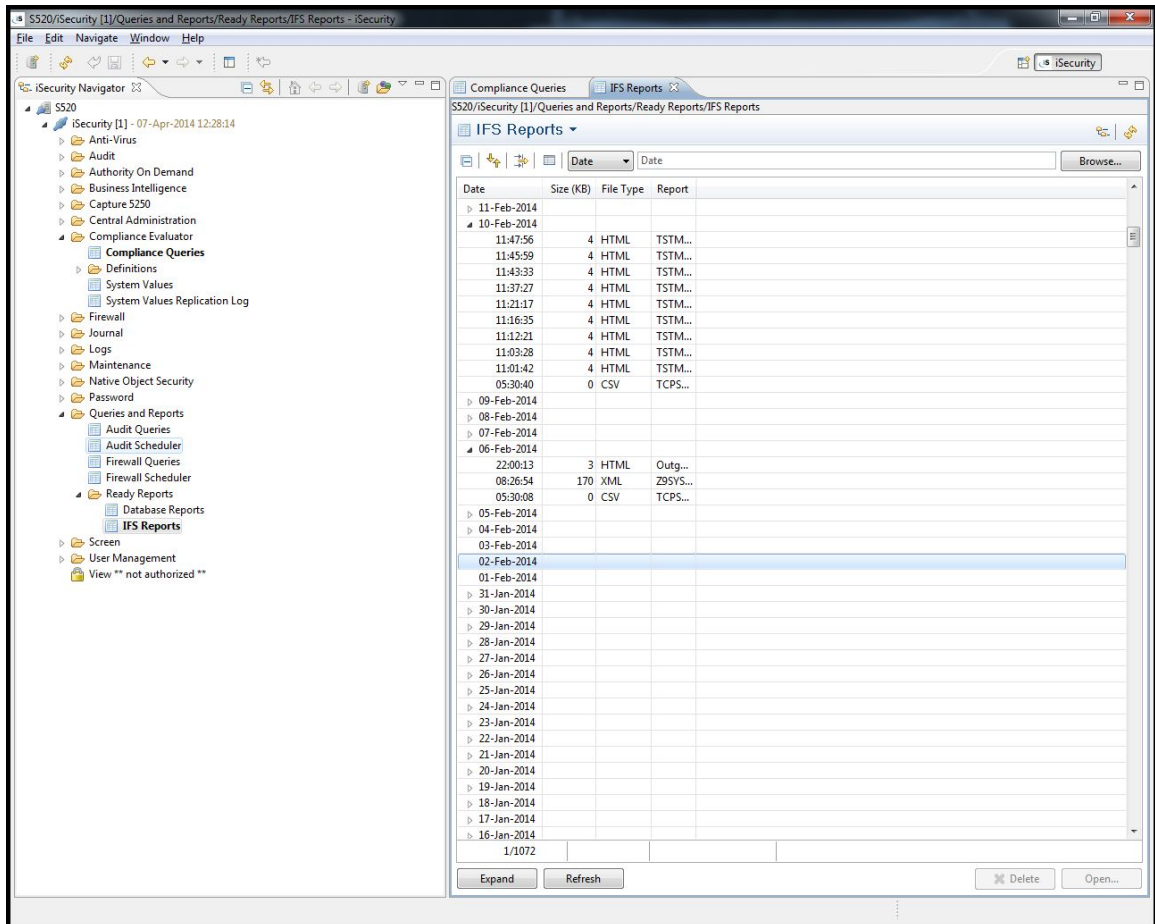 S520/iSecurity [1]/Queries and Reports/Ready Reports/IFS Reports - iSecurity
File Edit Navigate Window Help
iSecurity
iSecurity Navigator
S520
iSecurity [1] - 07-Apr-2014 12:28:14
Anti-Virus
Audit
Authority On Demand
Business Intelligence
Capture 5250
Central Administration
Compliance Evaluator
Compliance Queries
Definitions
System Values
System Values Replication Log
Firewall
Journal
Logs
Maintenance
Native Object Security
Password
Queries and Reports
Audit Queries
Audit Scheduler
Firewall Queries
Firewall Scheduler
Ready Reports
Database Reports
IFS Reports
Screen
User Management
View ** not authorized **
Compliance Queries IFS Reports
S520/iSecurity [1]/Queries and Reports/Ready Reports/IFS Reports
IFS Reports
Date Date Browse...
Date Size (KB) File Type Report
11-Feb-2014
10-Feb-2014
11:47:56 4 HTML TSTM...
11:45:59 4 HTML TSTM...
11:43:33 4 HTML TSTM...
11:37:27 4 HTML TSTM...
11:21:17 4 HTML TSTM...
11:16:35 4 HTML TSTM...
11:12:21 4 HTML TSTM...
11:03:28 4 HTML TSTM...
11:01:42 4 HTML TSTM...
05:30:40 0 CSV TCPS...
09-Feb-2014
08-Feb-2014
07-Feb-2014
06-Feb-2014
22:00:13 3 HTML Outg...
08:26:54 170 XML Z9SYS...
05:30:08 0 CSV TCPS...
05-Feb-2014
04-Feb-2014
03-Feb-2014
02-Feb-2014
01-Feb-2014
31-Jan-2014
30-Jan-2014
29-Jan-2014
28-Jan-2014
27-Jan-2014
26-Jan-2014
25-Jan-2014
24-Jan-2014
23-Jan-2014
22-Jan-2014
21-Jan-2014
20-Jan-2014
19-Jan-2014
18-Jan-2014
17-Jan-2014
16-Jan-2014
1/1072
Expand Refresh Delete Open...